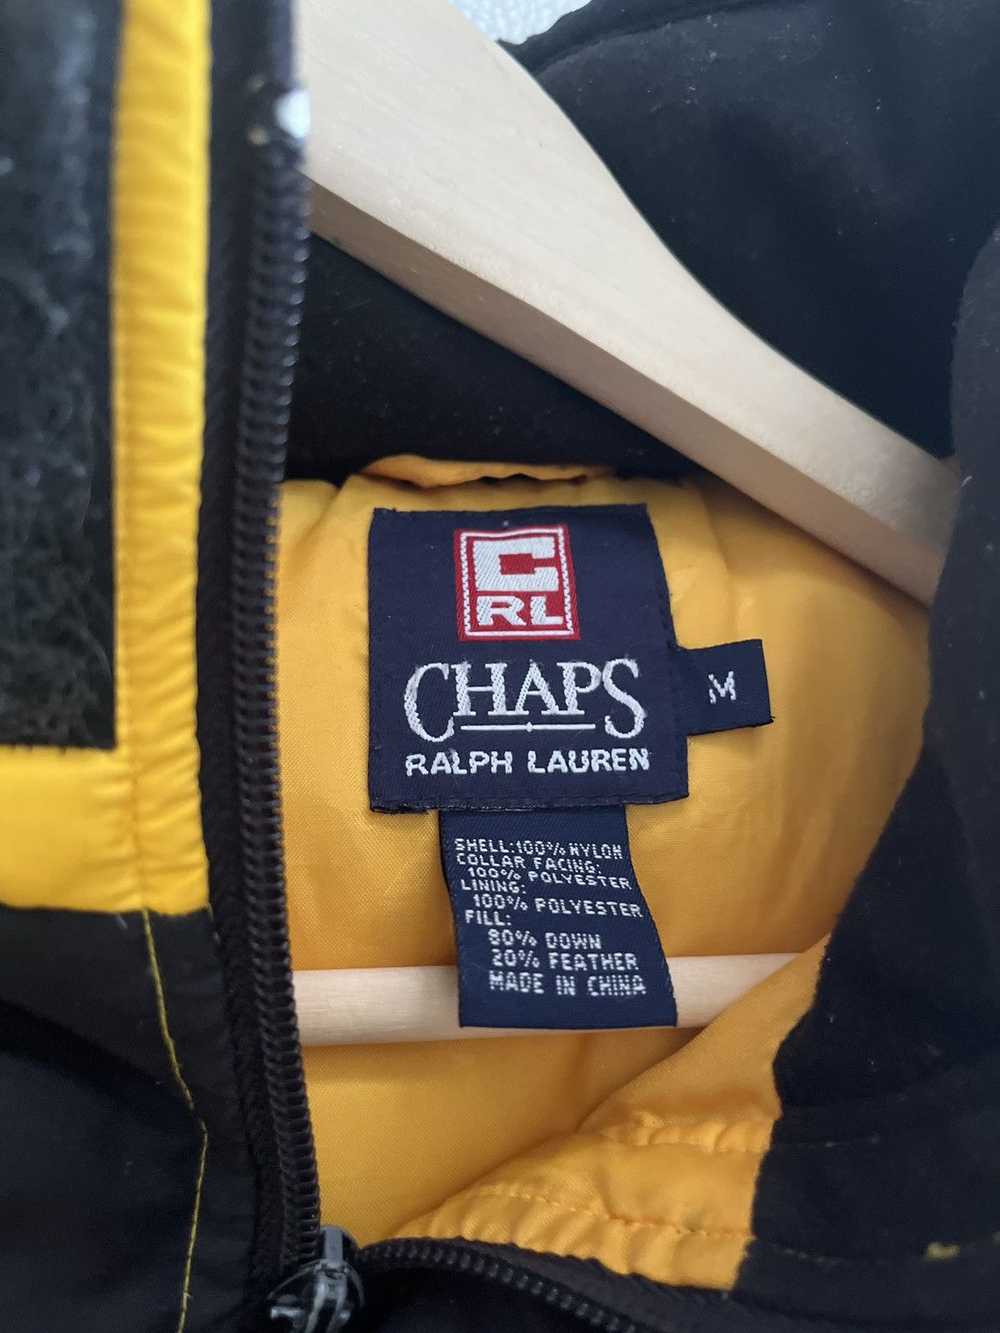 C
RL
CHAPS
RALPH LAUREN
M
SHELL:100% NYLON
COLLAR FACING:
100% POLYESTER
LINING:
100% POLYESTER
FILL:
80% DOWN
20% FEATHER
MADE IN CHINA